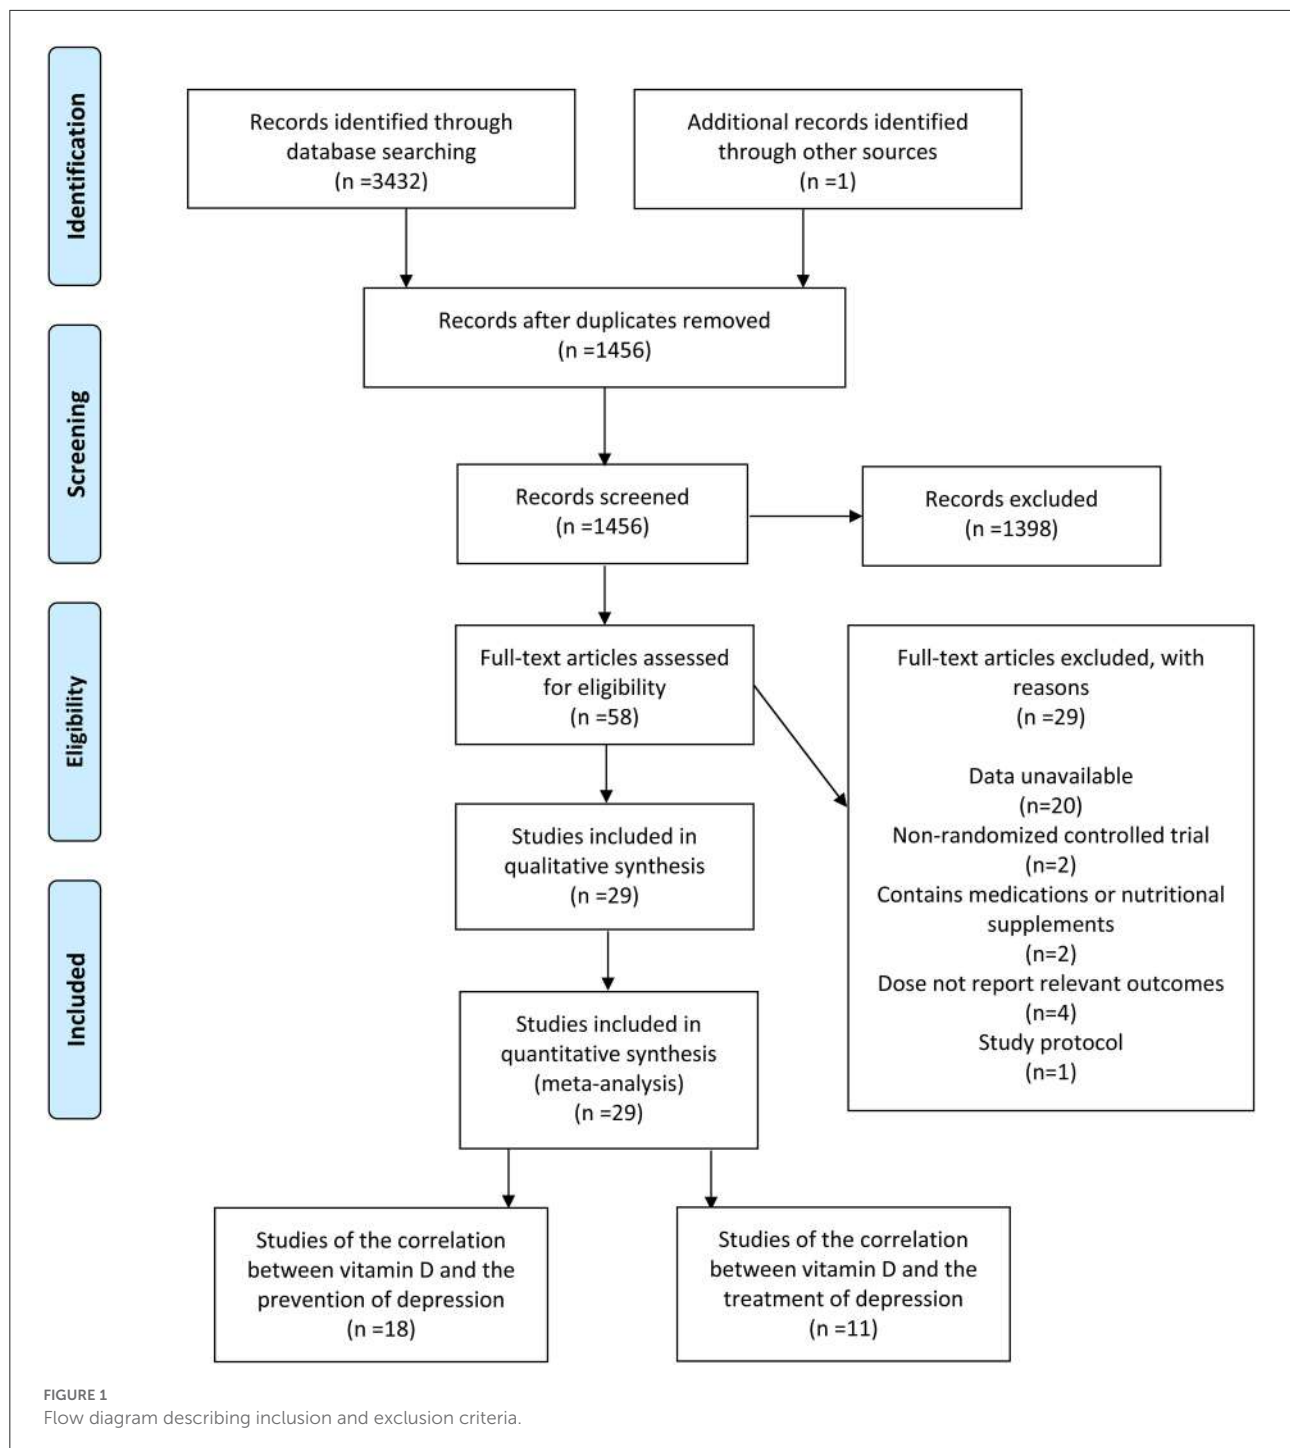 Identification
Records identified through
database searching
(n =3432)
Additional records identified
through other sources
(n =1)
Records after duplicates removed
(n =1456)
Screening
Records screened
(n =1456)
Records excluded
(n =1398)
Eligibility
Full-text articles assessed
for eligibility
(n =58)
Full-text articles excluded, with
reasons
(n =29)
Data unavailable
(n=20)
Non-randomized controlled trial
(n=2)
Contains medications or nutritional
supplements
(n=2)
Dose not report relevant outcomes
(n=4)
Study protocol
(n=1)
Studies included in
qualitative synthesis
(n =29)
Included
Studies included in
quantitative synthesis
(meta-analysis)
(n =29)
Studies of the correlation
between vitamin D and the
prevention of depression
(n =18)
Studies of the correlation
between vitamin D and the
treatment of depression
(n =11)
FIGURE 1
Flow diagram describing inclusion and exclusion criteria.